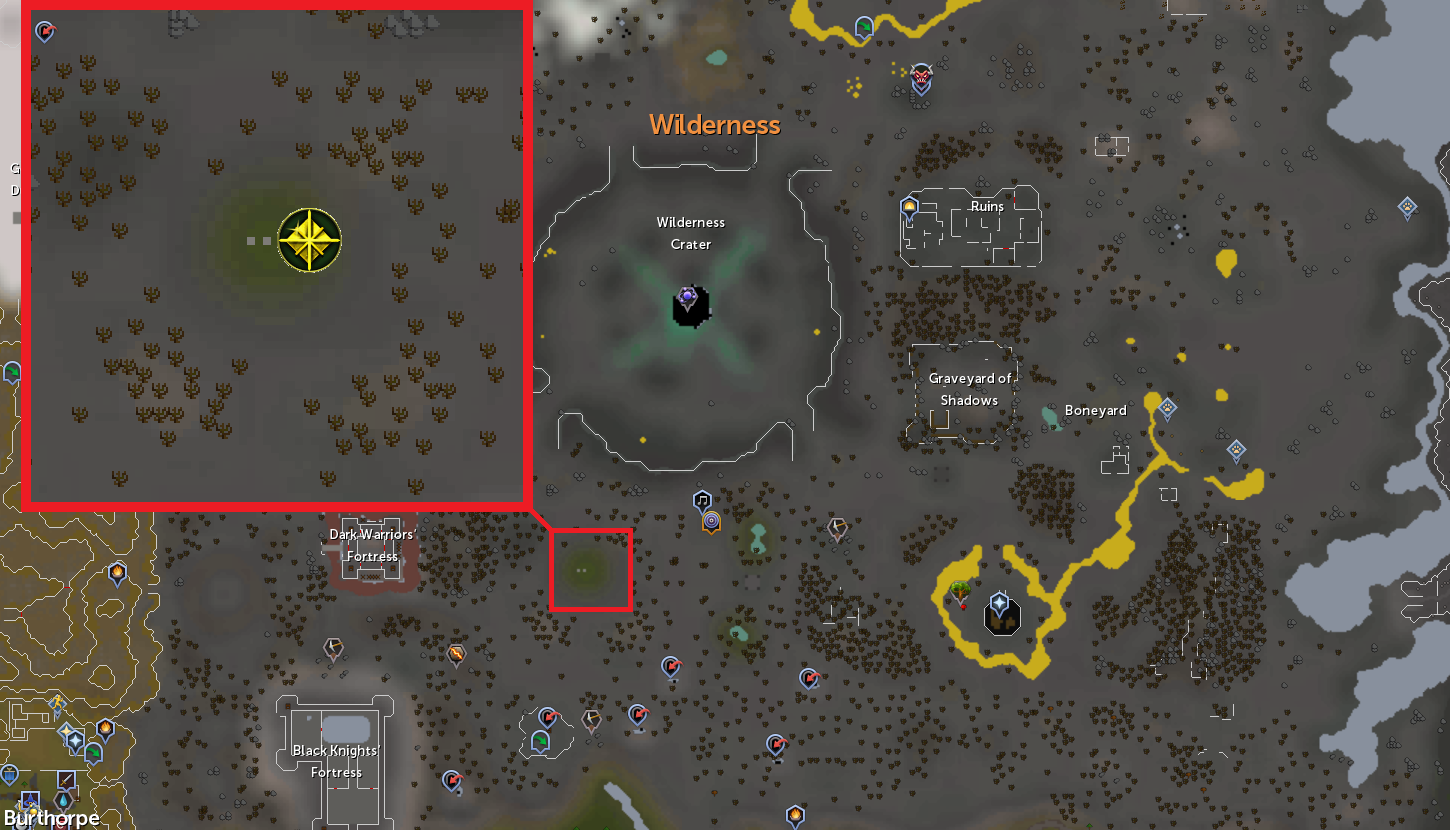 G
D
Wilderness
Wilderness
Crater
Ruins
Graveyard of
Shadows
Boneyard
Dark Warriors'
Fortress
Black Knights'
Fortress
Burthorpe